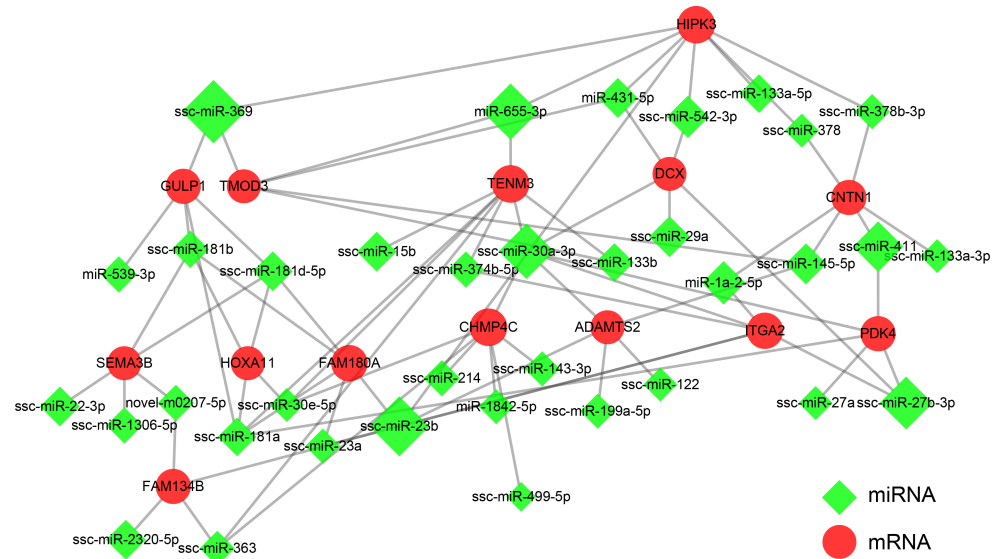 HIPK3
ssc-miR-133a-5p
miR-431-5p
ssc-miR-369
miR-655-3p
ssc-miR-378b-3p
ssc-miR-542-3p
ssc-miR-378
DCX
GULP1
TMOD3
TENM3
CNTN1
ssc-miR-29a
ssc-miR-181b
ssc-miR-15b
ssc-miR-30a-3p
ssc-miR-411
ssc-miR-133a-3p
miR-539-3p
ssc-miR-181d-5p
ssc-miR-374b-5p
ssc-miR-133b
ssc-miR-145-5p
miR-1a-2-5p
CHMP4C
ADAMTS2
ITGA2
PDK4
SEMA3B
HOXA11
FAM180A
ssc-miR-214
ssc-miR-143-3p
ssc-miR-122
ssc-miR-22-3p
novel-m0207-5p
ssc-miR-30e-5p
miR-1842-5p
ssc-miR-199a-5p
ssc-miR-27a
ssc-miR-27b-3p
ssc-miR-1306-5p
ssc-miR-181a
ssc-miR-23a
ssc-miR-23b
FAM134B
ssc-miR-499-5p
miRNA
ssc-miR-2320-5p
ssc-miR-363
mRNA